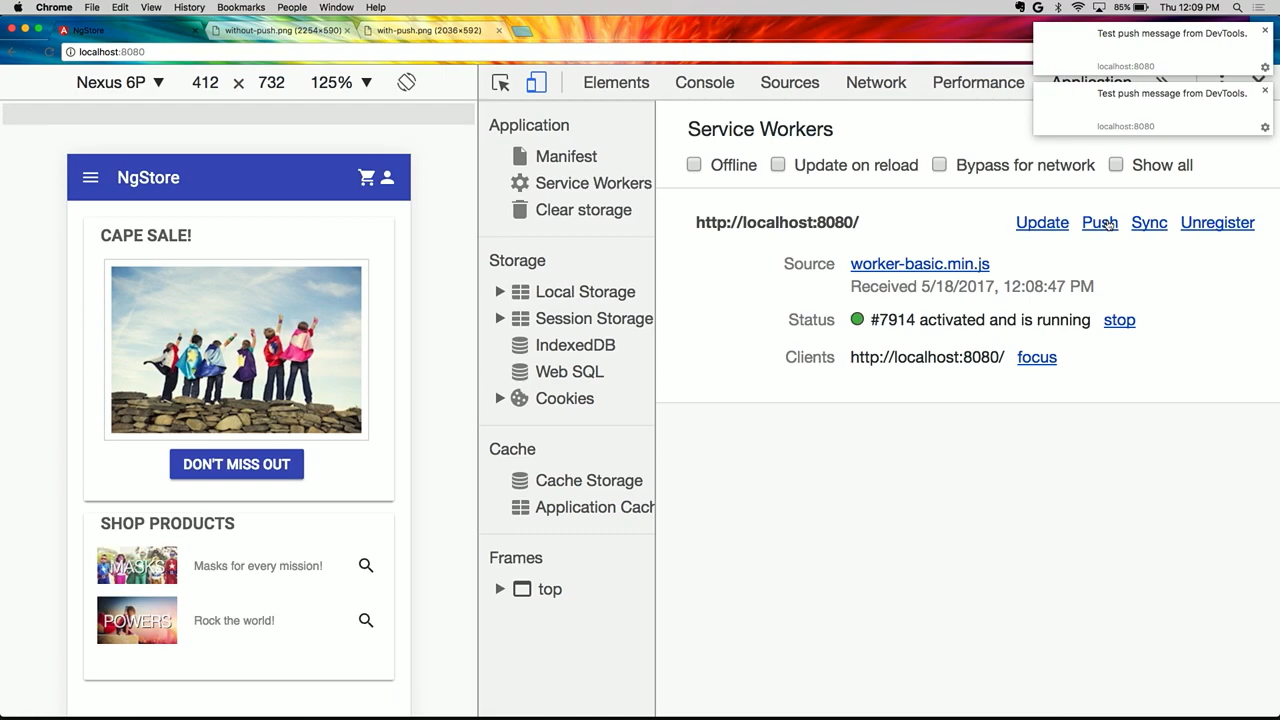 Chrome File Edit View History Bookmarks People Window Help 85% Thu 12:09 PM
NgStore without-push.png (2254×590) with-push.png (2036×592)
localhost:8080
Test push message from DevTools.
localhost:8080
Test push message from DevTools.
localhost:8080
Nexus 6P 412 × 732 125%
Elements Console Sources Network Performance Application
NgStore
CAPE SALE!
DON'T MISS OUT
SHOP PRODUCTS
MASKS Masks for every mission!
POWERS Rock the world!
Application
Manifest
Service Workers
Clear storage
Storage
Local Storage
Session Storage
IndexedDB
Web SQL
Cookies
Cache
Cache Storage
Application Cach
Frames
top
Service Workers
Offline Update on reload Bypass for network Show all
http://localhost:8080/ Update Push Sync Unregister
Source worker-basic.min.js
Received 5/18/2017, 12:08:47 PM
Status #7914 activated and is running stop
Clients http://localhost:8080/ focus